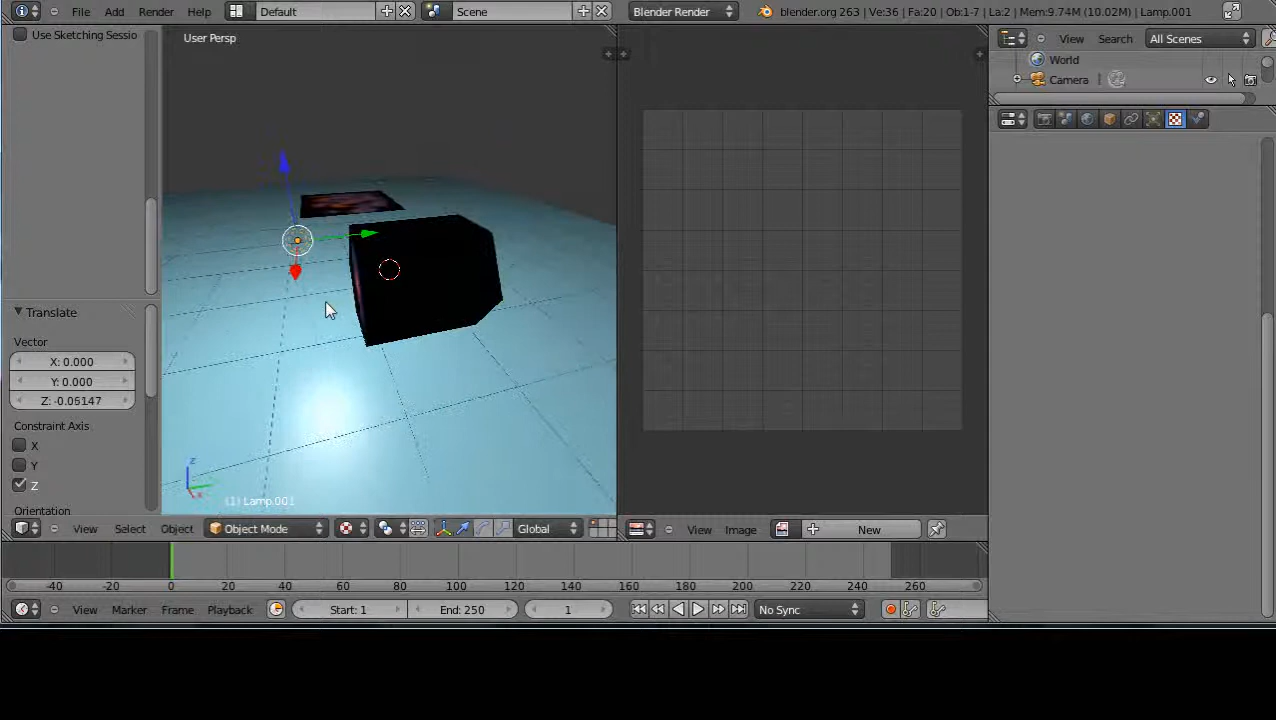 File Add Render Help Default Scene Blender Render blender.org 263 | Ve:36 | Fa:20 | Ob:1-7 | La:2 | Mem:9.74M (10.02M) | Lamp.001
Use Sketching Sessio
User Persp
View Search All Scenes
World
Camera
Translate
Vector
X: 0.000
Y: 0.000
Z: -0.06147
Constraint Axis
X
Y
Z
Orientation
(1) Lamp.001
View Select Object Object Mode Global
View Image New
-40 -20 0 20 40 60 80 100 120 140 160 180 200 220 240 260
View Marker Frame Playback Start: 1 End: 250 1 No Sync